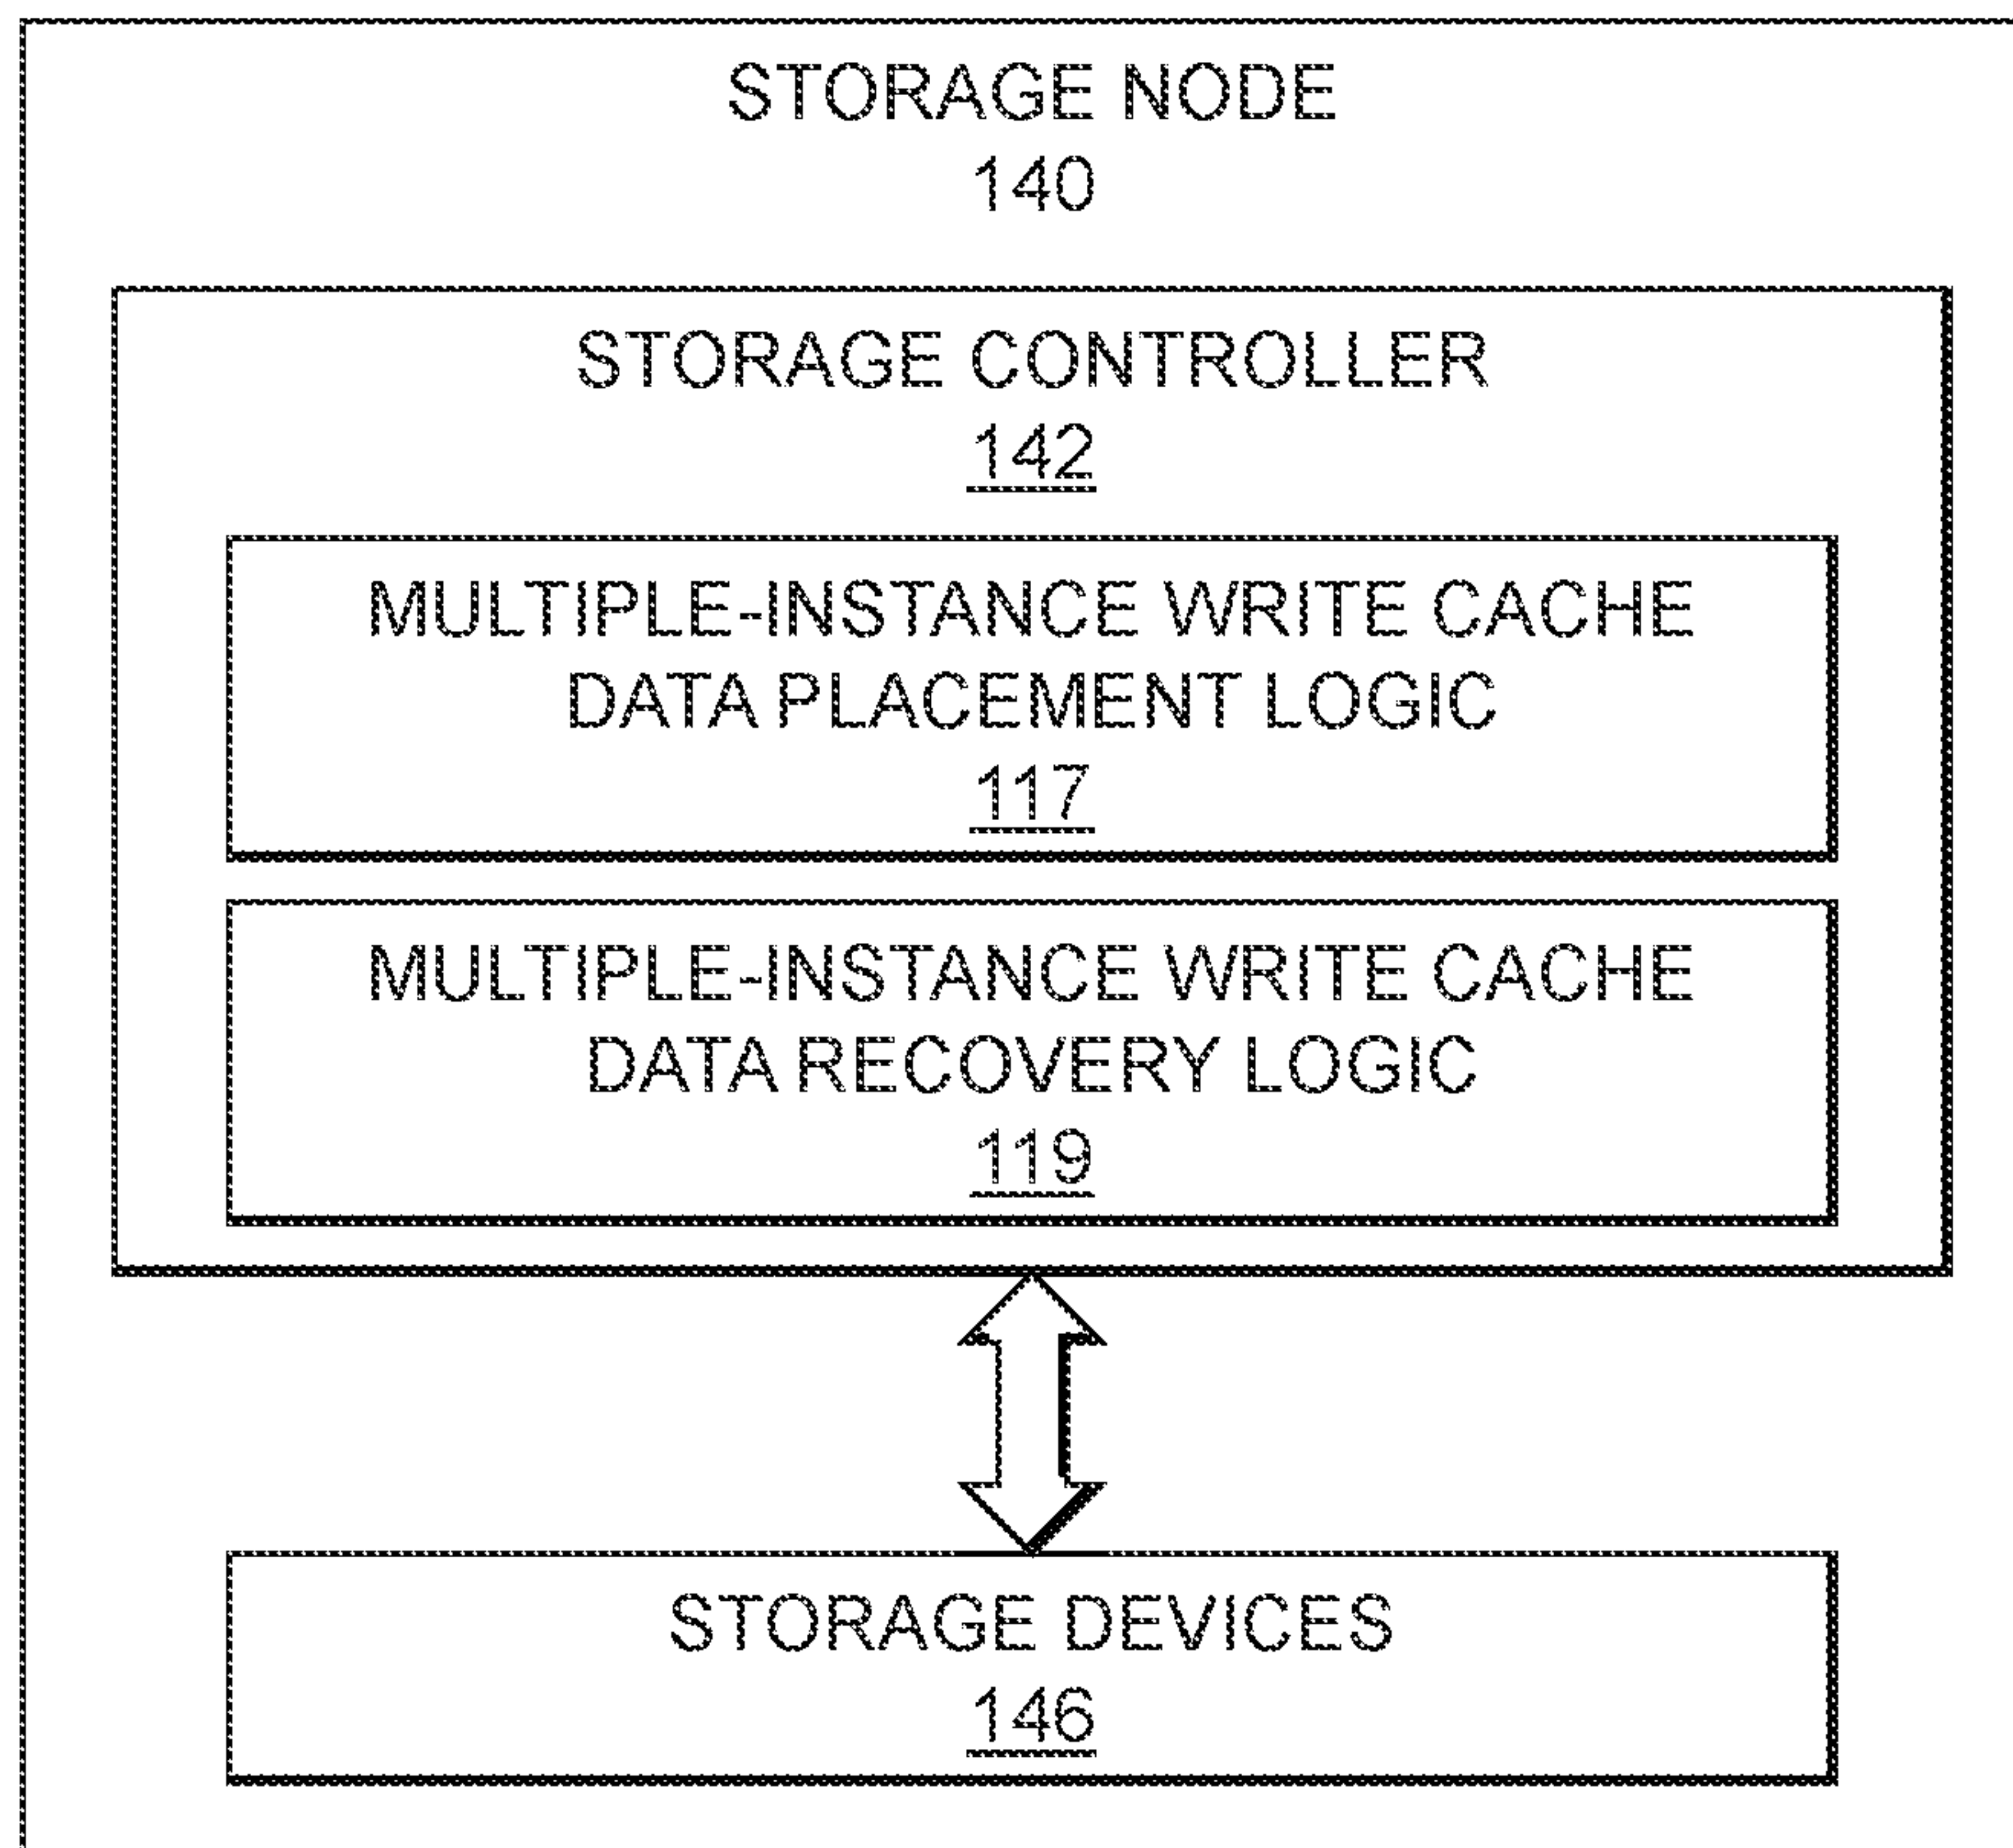 STORAGE NODE
140
STORAGE CONTROLLER
142
MULTIPLE-INSTANCE WRITE CACHE
DATA PLACEMENT LOGIC
117
MULTIPLE-INSTANCE WRITE CACHE
DATA RECOVERY LOGIC
119
STORAGE DEVICES
146